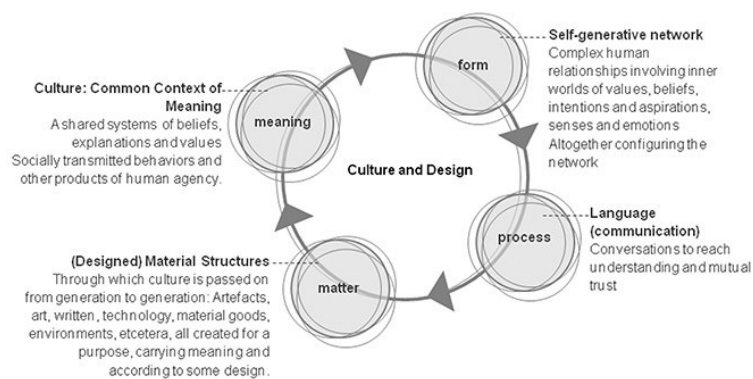 Self-generative network
Complex human
relationships involving inner
worlds of values, beliefs,
intentions and aspirations,
senses and emotions
Altogether configuring the
network
form
Culture: Common Context of
Meaning
A shared systems of beliefs,
explanations and values
Socially transmitted behaviors and
other products of human agency.
meaning
Culture and Design
Language
(communication)
Conversations to reach
understanding and mutual
trust
process
(Designed) Material Structures
Through which culture is passed on
from generation to generation: Artefacts,
art, written, technology, material goods,
environments, etcetera, all created for a
purpose, carrying meaning and
according to some design.
matter